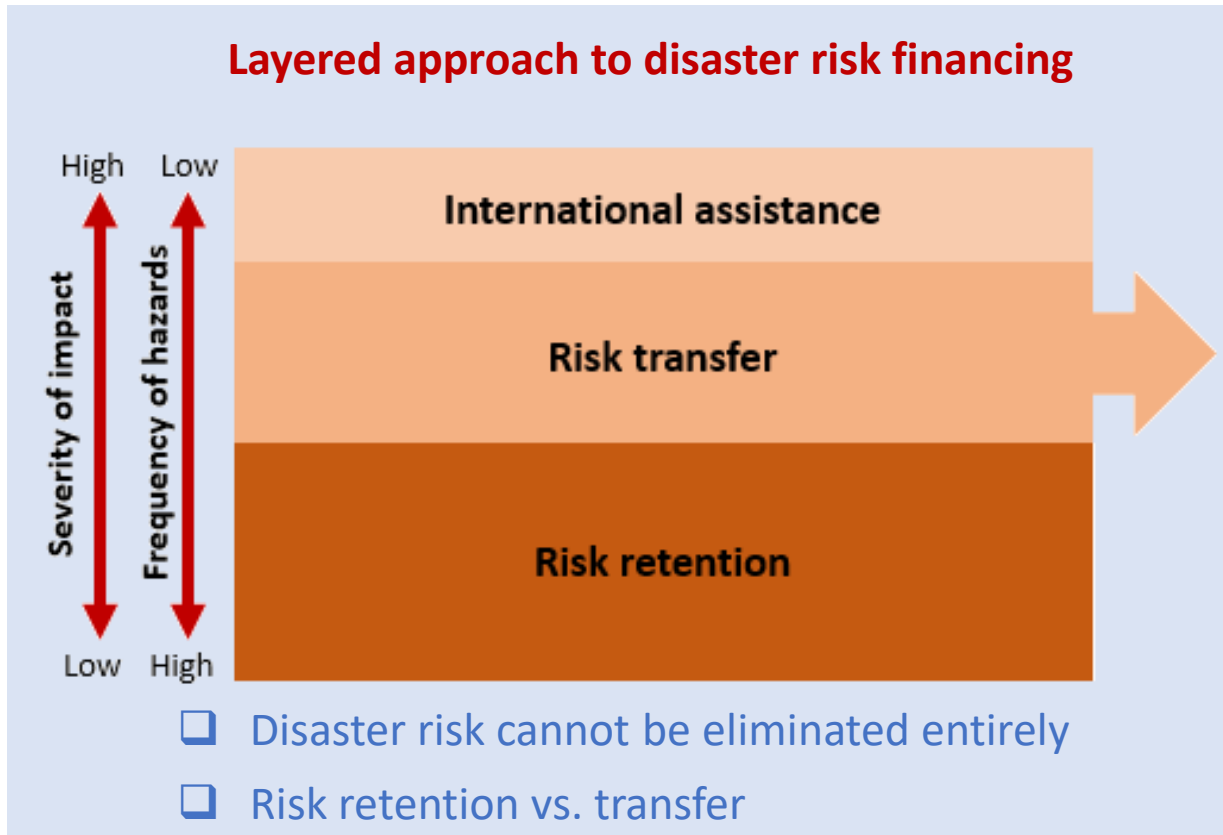 Layered approach to disaster risk financing
High
Low
Severity of impact
Frequency of hazards
Low
High
International assistance
Risk transfer
Risk retention
Disaster risk cannot be eliminated entirely
Risk retention vs. transfer